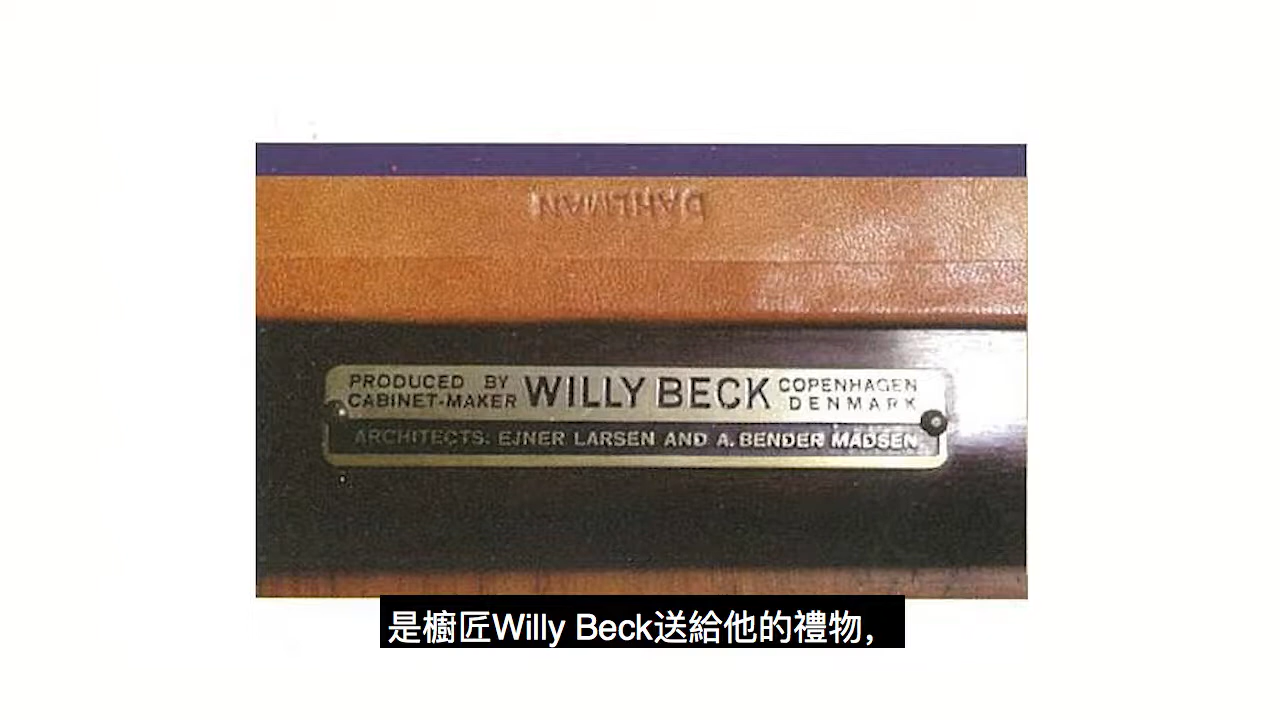 DAHLMAN
PRODUCED BY
CABINET-MAKER
WILLY BECK
COPENHAGEN
DENMARK
ARCHITECTS: EJNER LARSEN AND A. BENDER MADSEN
是櫥匠Willy Beck送給他的禮物，